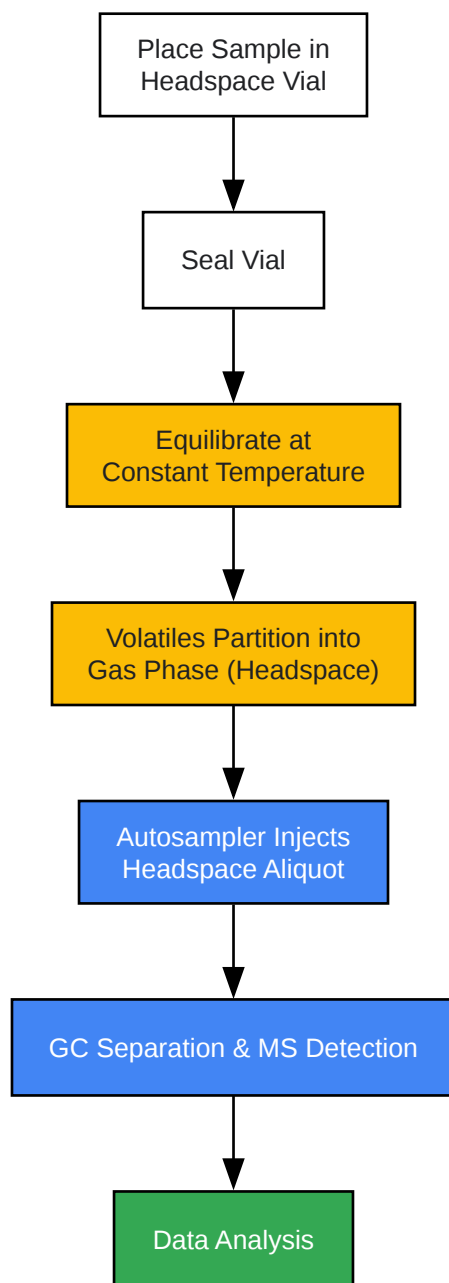 Place Sample in
Headspace Vial
Seal Vial
Equilibrate at
Constant Temperature
Volatiles Partition into
Gas Phase (Headspace)
Autosampler Injects
Headspace Aliquot
GC Separation & MS Detection
Data Analysis